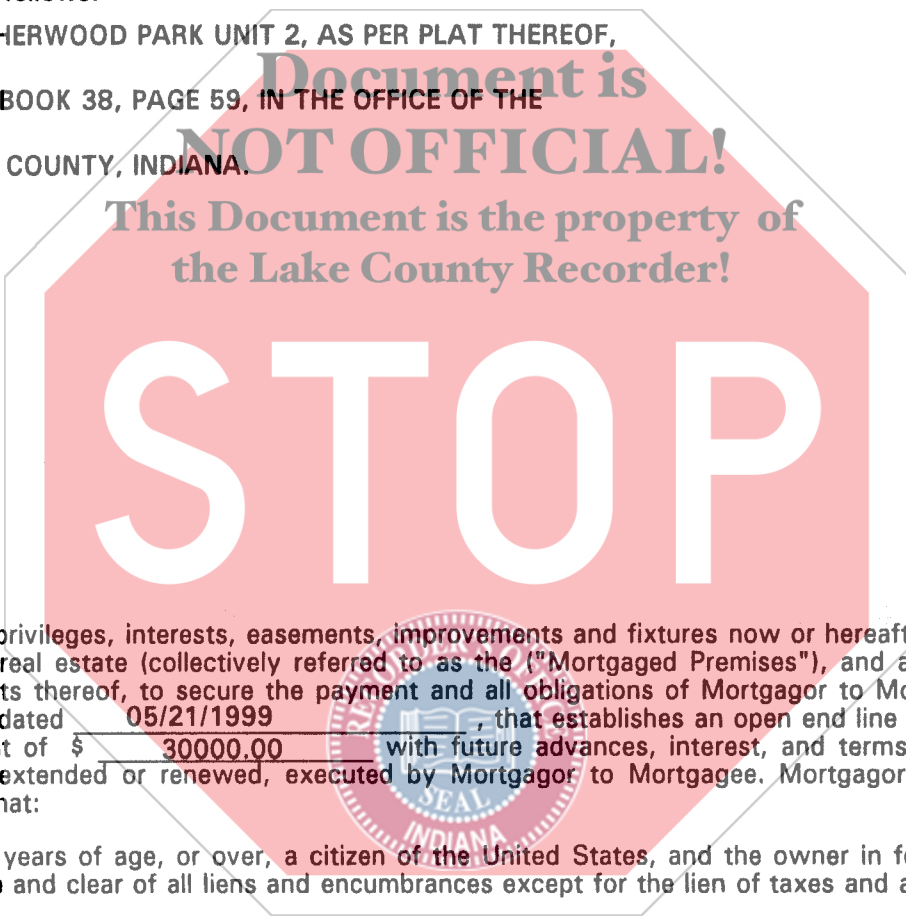 HERWOOD PARK UNIT 2, AS PER PLAT THEREOF,
Document is
BOOK 38, PAGE 59, IN THE OFFICE OF THE
NOT OFFICIAL!
COUNTY, INDIANA.
This Document is the property of
the Lake County Recorder!
STOP
privileges, interests, easements, improvements and fixtures now or hereaft
real estate (collectively referred to as the ("Mortgaged Premises"), and a
ts thereof, to secure the payment and all obligations of Mortgagor to Mo
dated 05/21/1999 , that establishes an open end line
t of $ 30000.00 with future advances, interest, and terms
extended or renewed, executed by Mortgagor to Mortgagee. Mortgagor
hat:
RECORDER'S OFFICE
SEAL
INDIANA
years of age, or over, a citizen of the United States, and the owner in f
and clear of all liens and encumbrances except for the lien of taxes and a